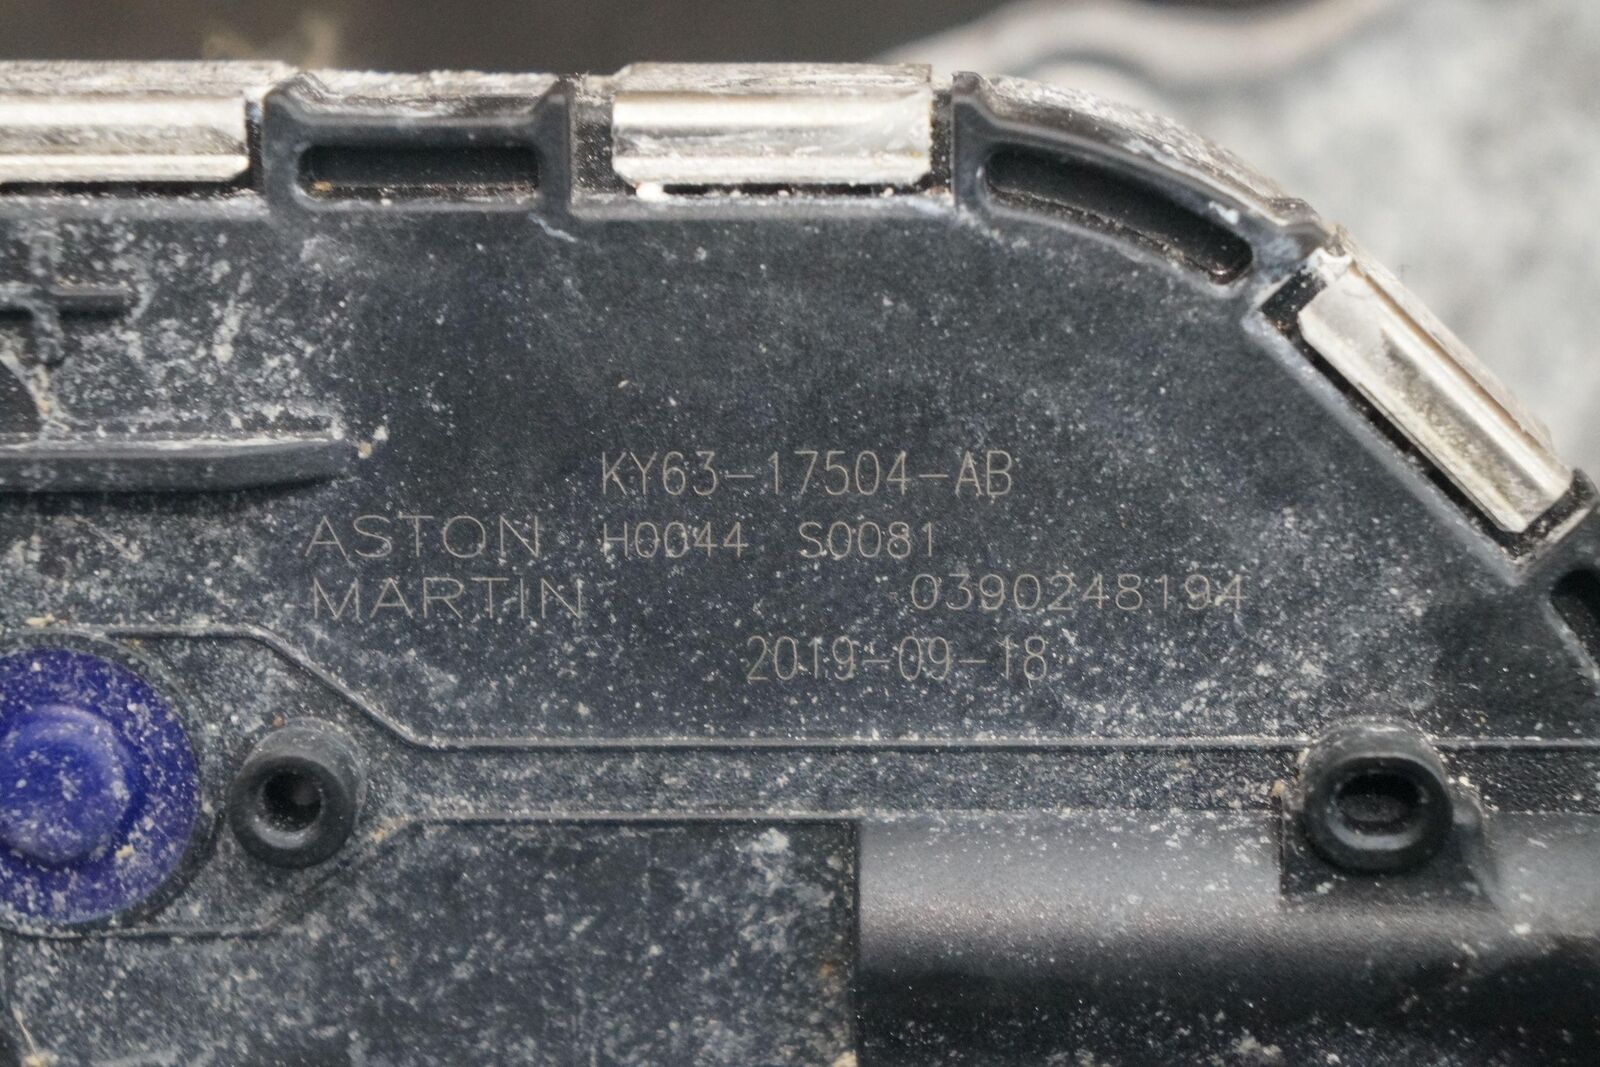 KY63-17504-AB
ASTON H0044 S0081
MARTIN 0390248194
2019-09-18